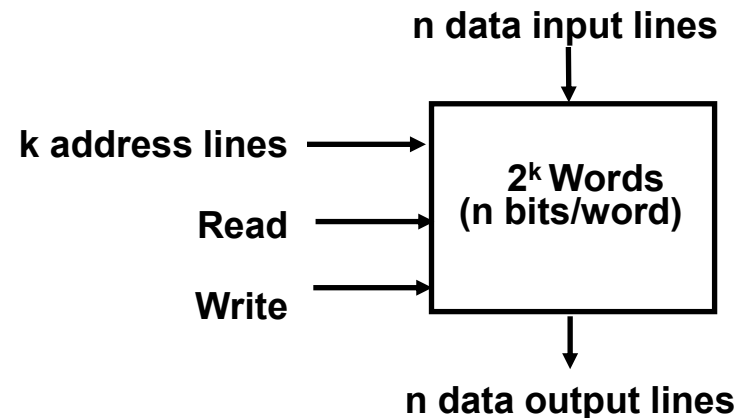 n data input lines
k address lines
2ᵏ Words
(n bits/word)
Read
Write
n data output lines